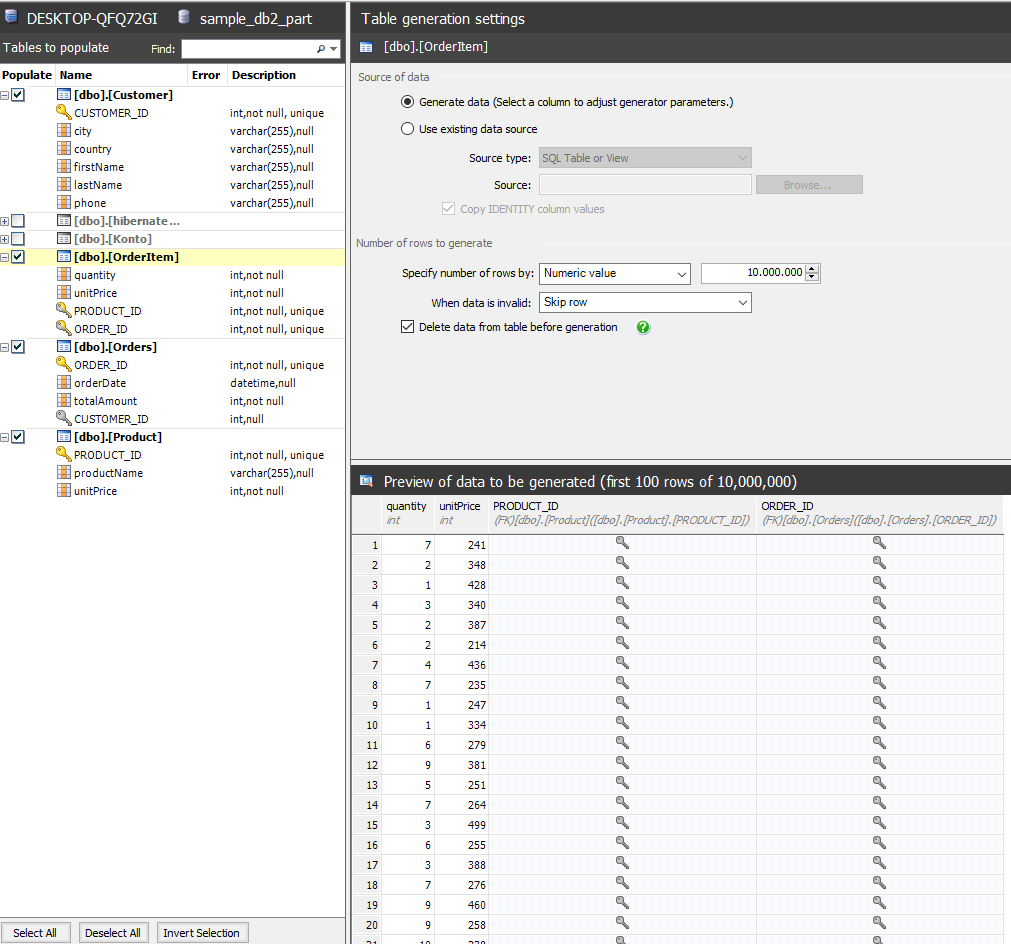 DESKTOP-QFQ72GI sample_db2_part
Tables to populate Find:
Populate Name Error Description
[dbo].[Customer]
CUSTOMER_ID int,not null, unique
city varchar(255),null
country varchar(255),null
firstName varchar(255),null
lastName varchar(255),null
phone varchar(255),null
[dbo].[hibernate...
[dbo].[Konto]
[dbo].[OrderItem]
quantity int,not null
unitPrice int,not null
PRODUCT_ID int,not null, unique
ORDER_ID int,not null, unique
[dbo].[Orders]
ORDER_ID int,not null, unique
orderDate datetime,null
totalAmount int,not null
CUSTOMER_ID int,null
[dbo].[Product]
PRODUCT_ID int,not null, unique
productName varchar(255),null
unitPrice int,not null
Select All Deselect All Invert Selection
Table generation settings
[dbo].[OrderItem]
Source of data
Generate data (Select a column to adjust generator parameters.)
Use existing data source
Source type: SQL Table or View
Source: Browse...
Copy IDENTITY column values
Number of rows to generate
Specify number of rows by: Numeric value 10.000.000
When data is invalid: Skip row
Delete data from table before generation ?
Preview of data to be generated (first 100 rows of 10,000,000)
quantity unitPrice PRODUCT_ID ORDER_ID
int int (FK)[dbo].[Product]([dbo].[Product].[PRODUCT_ID]) (FK)[dbo].[Orders]([dbo].[Orders].[ORDER_ID])
1 7 241
2 2 348
3 1 428
4 3 340
5 2 387
6 2 214
7 4 436
8 7 235
9 1 247
10 1 334
11 6 279
12 9 381
13 5 251
14 7 264
15 3 499
16 6 255
17 3 388
18 7 276
19 9 460
20 9 258